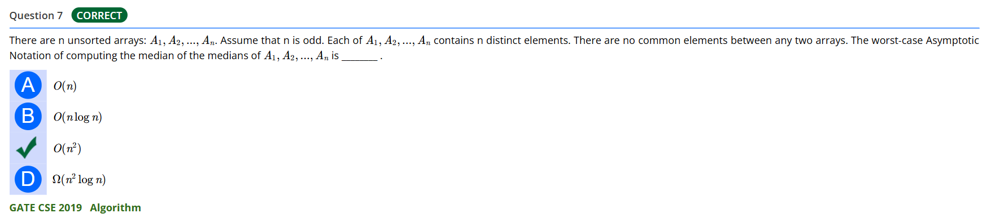 Question 7 CORRECT
There are n unsorted arrays: A₁, A₂, ..., Aₙ. Assume that n is odd. Each of A₁, A₂, ..., Aₙ contains n distinct elements. There are no common elements between any two arrays. The worst-case Asymptotic
Notation of computing the median of the medians of A₁, A₂, ..., Aₙ is _______ .
A O(n)
B O(n log n)
O(n²)
D Ω(n² log n)
GATE CSE 2019 Algorithm